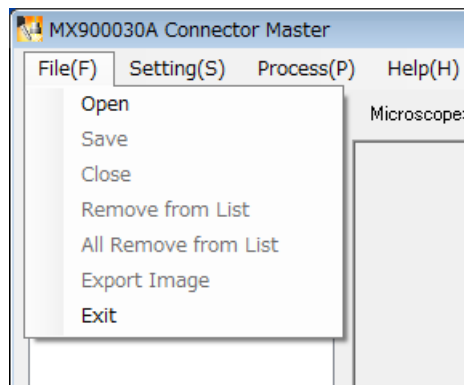 MX900030A Connector Master
File(F) Setting(S) Process(P) Help(H)
Open
Microscope:
Save
Close
Remove from List
All Remove from List
Export Image
Exit